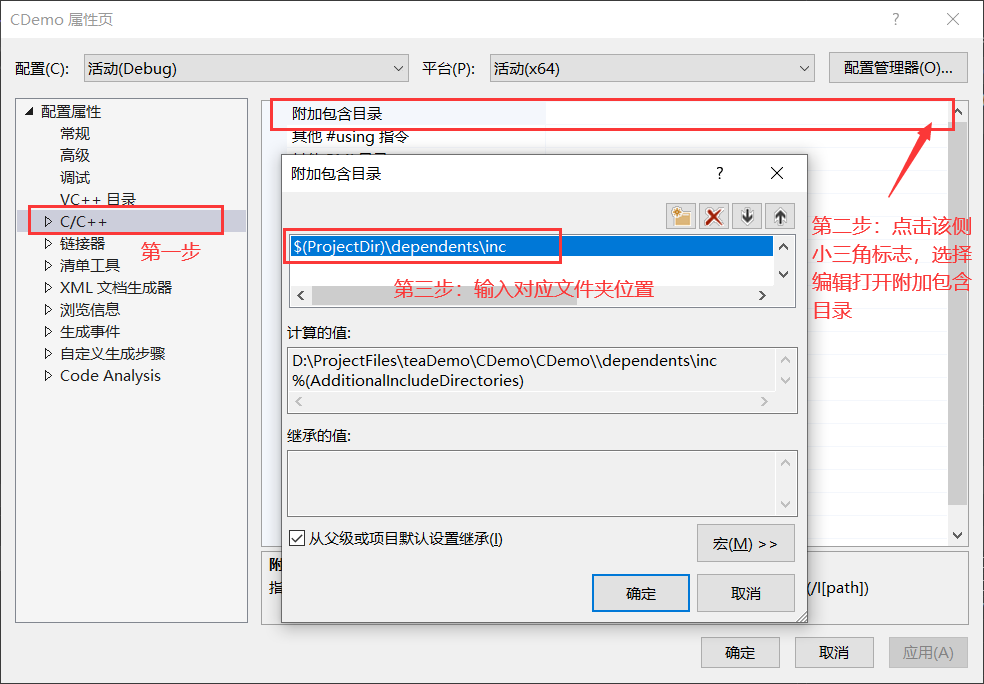 CDemo 属性页
配置(C):
活动(Debug)
平台(P):
活动(x64)
配置管理器(O)...
配置属性
常规
高级
调试
VC++ 目录
C/C++
链接器
清单工具
XML 文档生成器
浏览信息
生成事件
自定义生成步骤
Code Analysis
第一步
附加包含目录
其他 #using 指令
附加包含目录
?
$(ProjectDir)\dependents\inc
第三步：输入对应文件夹位置
计算的值:
D:\ProjectFiles\teaDemo\CDemo\CDemo\\dependents\inc
%(AdditionalIncludeDirectories)
继承的值:
从父级或项目默认设置继承(I)
宏(M) >>
确定
取消
第二步：点击该侧
小三角标志，选择
编辑打开附加包含
目录
附
指
(/I[path])
确定
取消
应用(A)